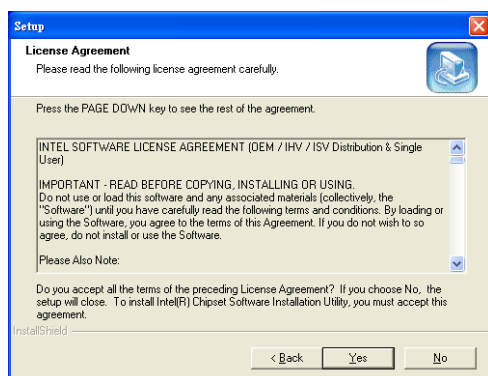 Setup
License Agreement
Please read the following license agreement carefully.
Press the PAGE DOWN key to see the rest of the agreement.
INTEL SOFTWARE LICENSE AGREEMENT (OEM / IHV / ISV Distribution & Single
User)
IMPORTANT - READ BEFORE COPYING, INSTALLING OR USING.
Do not use or load this software and any associated materials (collectively, the
"Software") until you have carefully read the following terms and conditions. By loading or
using the Software, you agree to the terms of this Agreement. If you do not wish to so
agree, do not install or use the Software.
Please Also Note:
Do you accept all the terms of the preceding License Agreement? If you choose No, the
setup will close. To install Intel(R) Chipset Software Installation Utility, you must accept this
agreement.
InstallShield
< Back
Yes
No